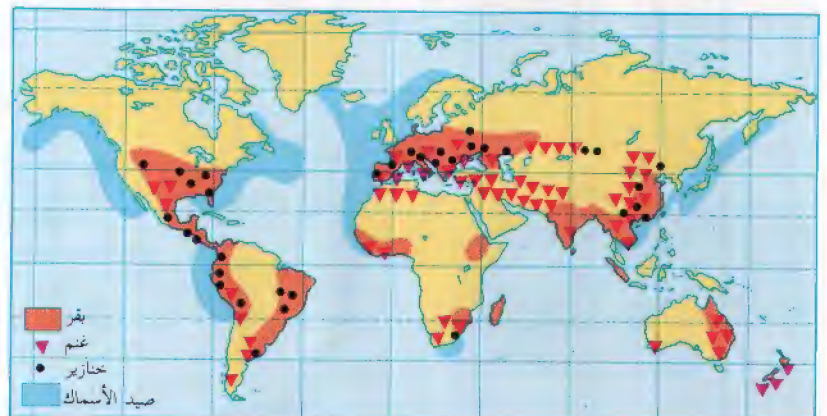 بقر
غنم
خنازير
صيد الأسماك